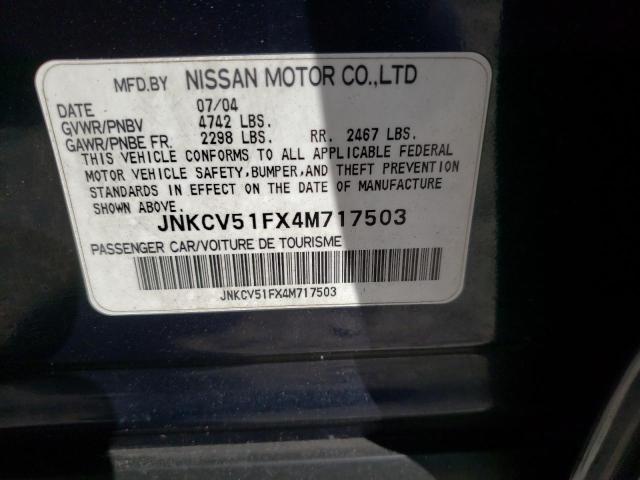 MFD.BY NISSAN MOTOR CO.,LTD
DATE 07/04
GVWR/PNBV 4742 LBS.
GAWR/PNBE FR. 2298 LBS. RR. 2467 LBS.
THIS VEHICLE CONFORMS TO ALL APPLICABLE FEDERAL
MOTOR VEHICLE SAFETY,BUMPER,AND THEFT PREVENTION
STANDARDS IN EFFECT ON THE DATE OF MANUFACTURE
SHOWN ABOVE. JNKCV51FX4M717503
PASSENGER CAR/VOITURE DE TOURISME
JNKCV51FX4M717503